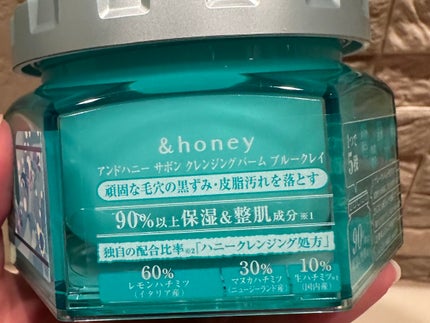 &honey
アンドハニー サボン クレンジングバーム ブルークレイ
頑固な毛穴の黒ずみ・皮脂汚れを落とす
90%以上保湿&整肌成分※1
独自の配合比率※2「ハニークレンジング処方」
60%
レモンハチミツ
(イタリア産)
30%
マヌカハチミツ
(ニュージーランド産)
10%
生ハチミツ※3
(国内産)
5役
90%